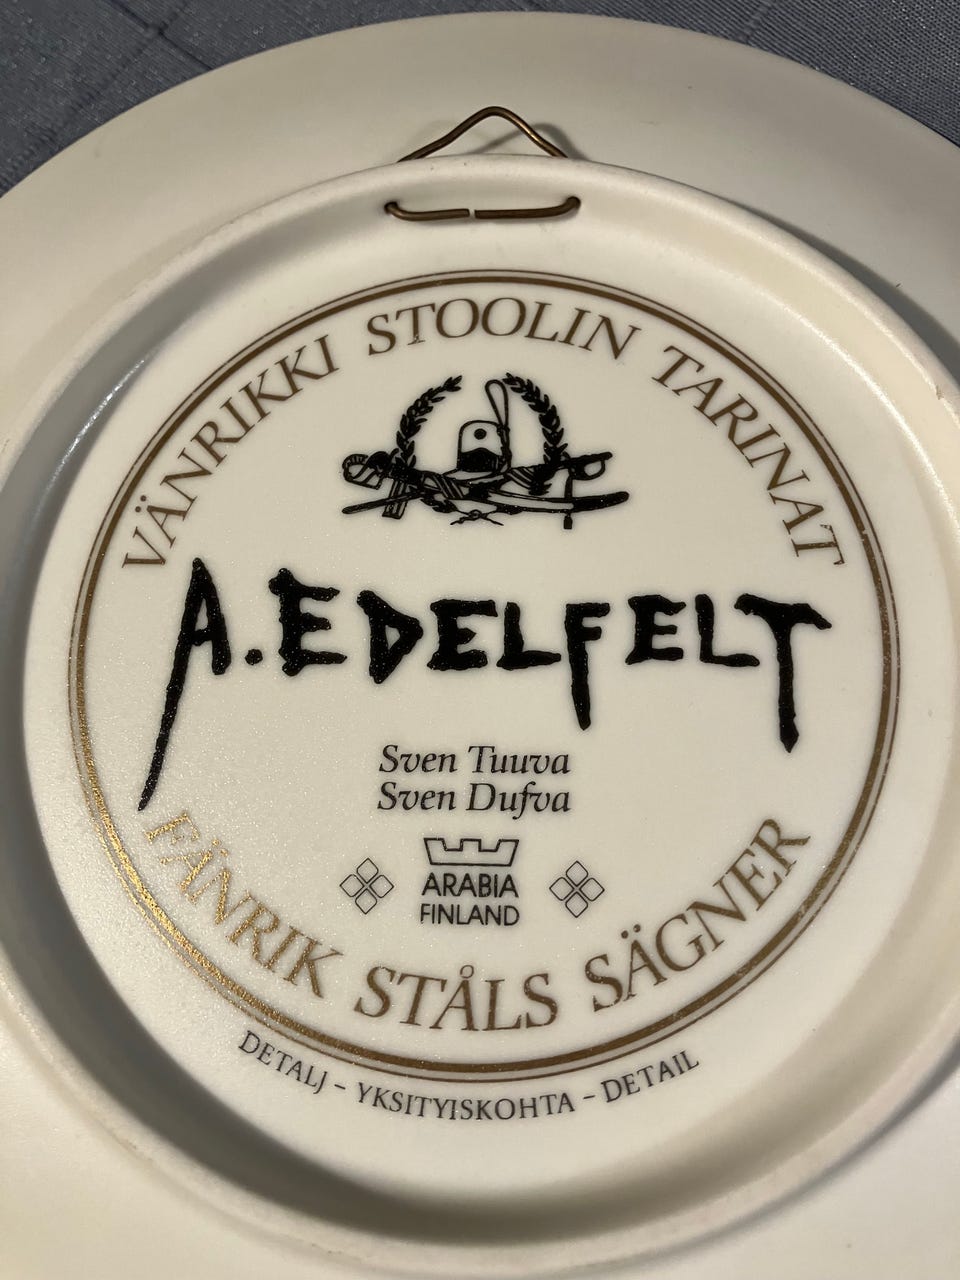 VÄNRIKKI STOOLIN TARINAT
A. EDELFELT
Sven Tuuva
Sven Dufva
ARABIA
FINLAND
FÄNRIK STÅLS SÄGNER
DETALJ – YKSITYISKOHTA – DETAIL